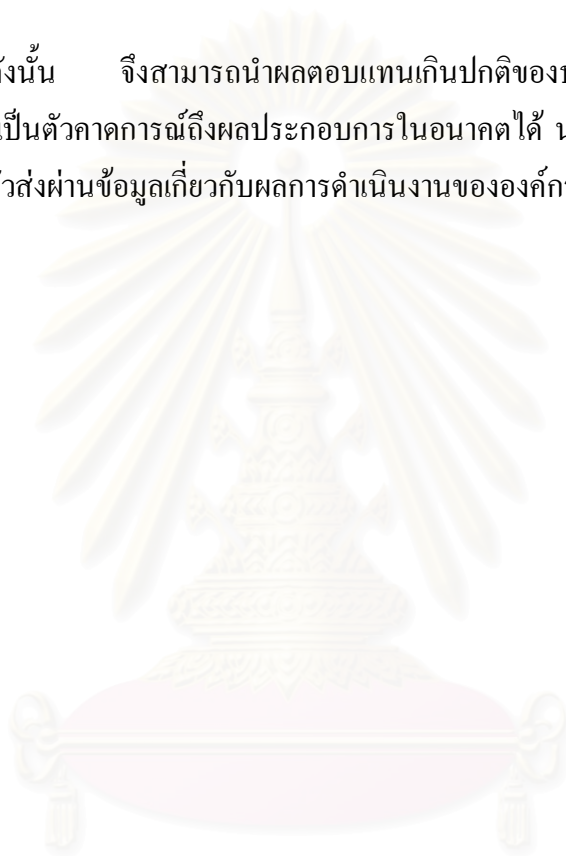 ังนั้น จึงสามารถนำผลตอบแทนเกินปกติของ
เป็นตัวคาดการณ์ถึงผลประกอบการในอนาคตได้
ัวส่งผ่านข้อมูลเกี่ยวกับผลการดำเนินงานขององค์กา